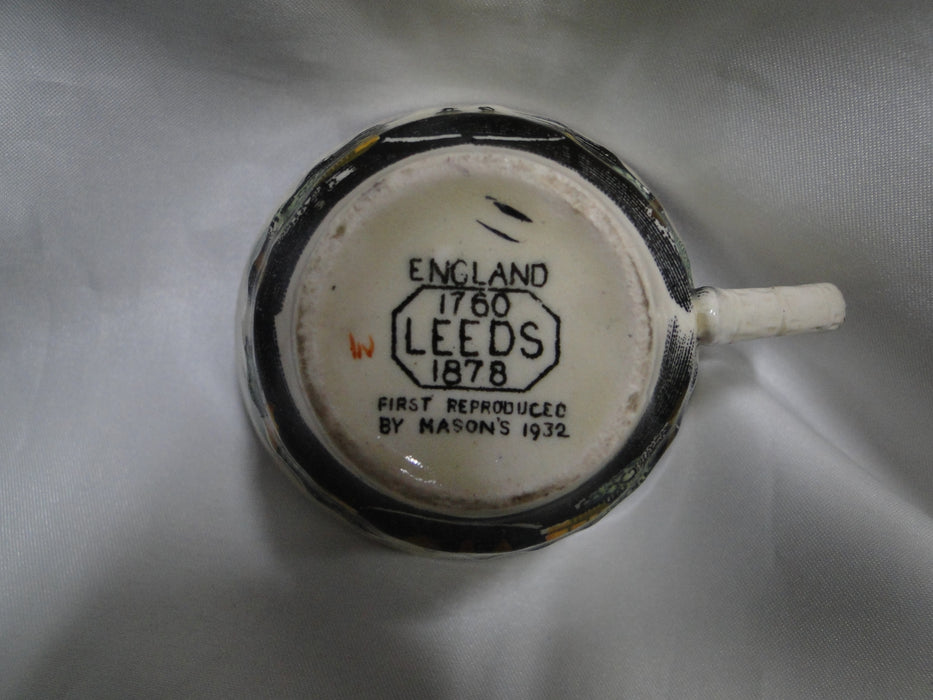 ENGLAND
1760
LEEDS
1878
FIRST REPRODUCED
BY MASON'S 1932